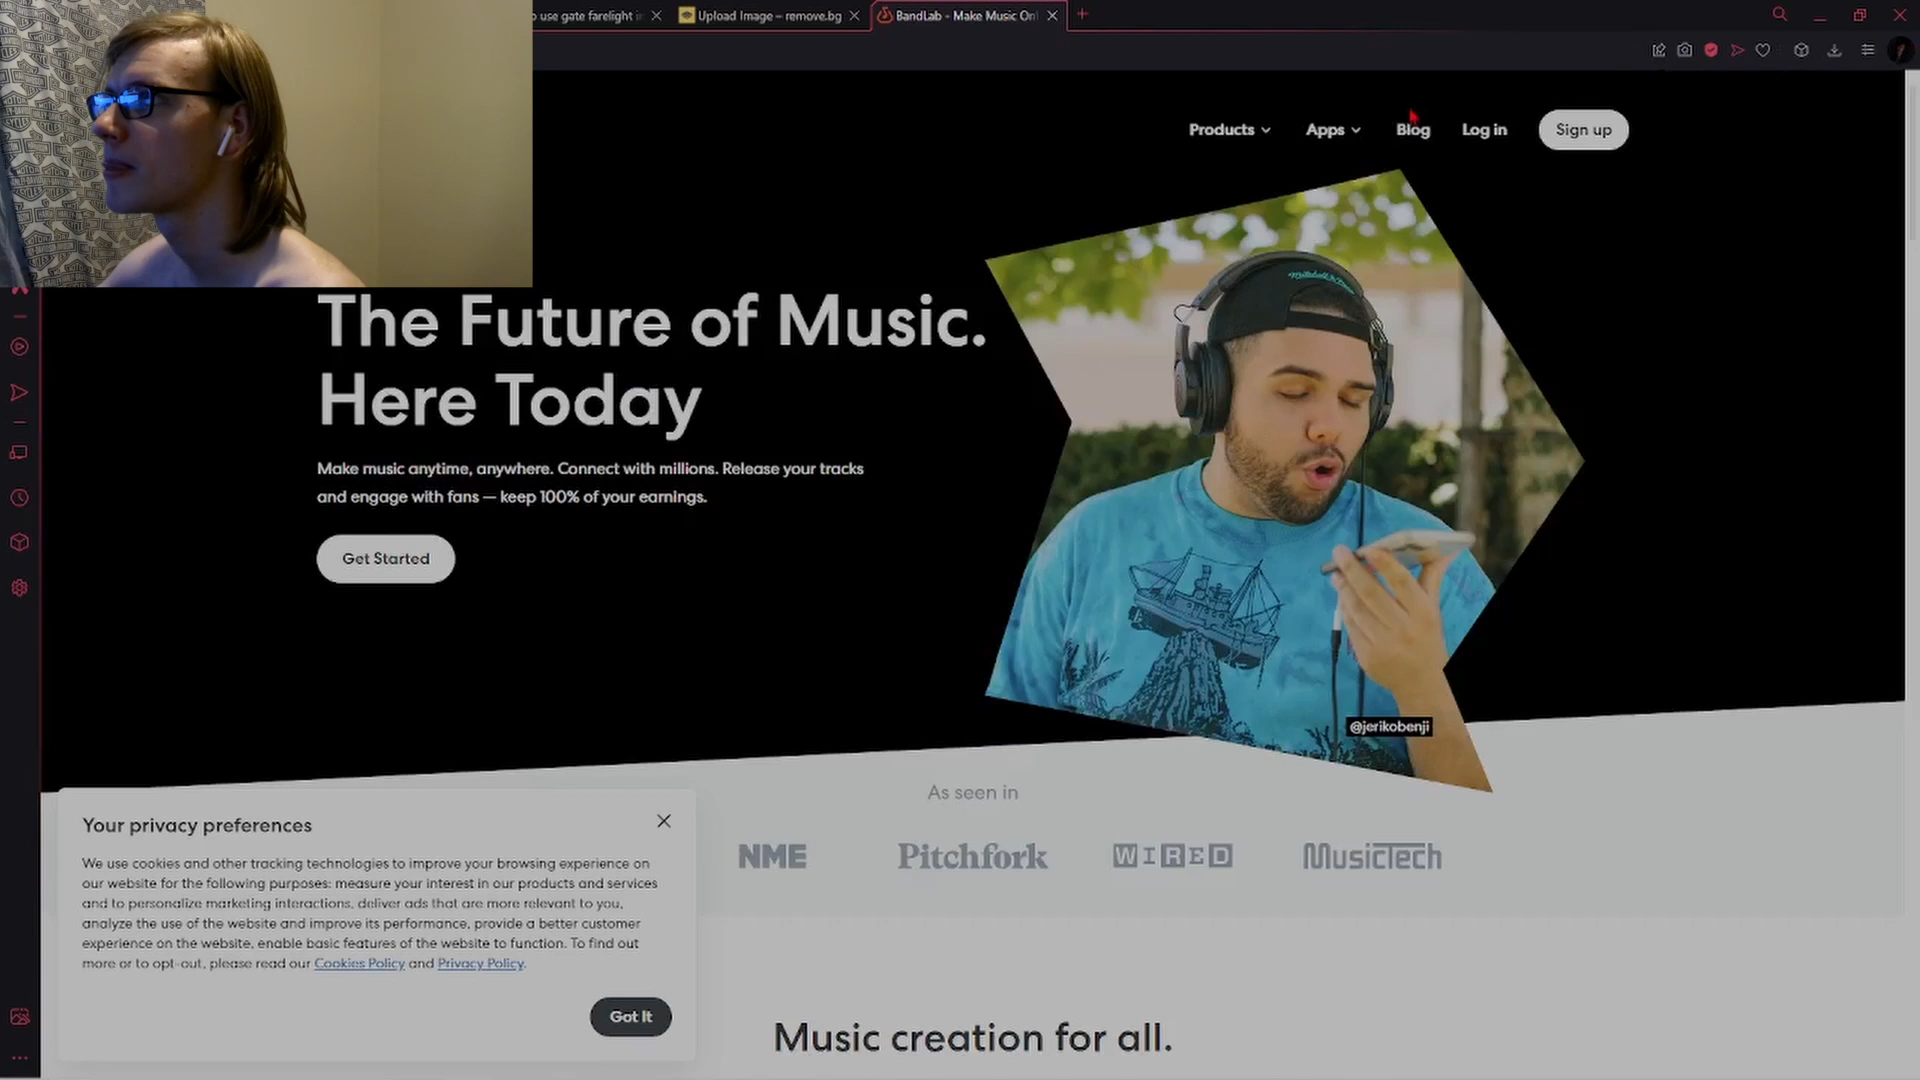 o use gate farelight i
Upload Image – remove.bg
BandLab - Make Music Onl
Products
Apps
Blog
Log in
Sign up
The Future of Music.
Here Today
Make music anytime, anywhere. Connect with millions. Release your tracks
and engage with fans — keep 100% of your earnings.
Get Started
@jerikobenji
As seen in
NME
Pitchfork
WIRED
MusicTech
Your privacy preferences
We use cookies and other tracking technologies to improve your browsing experience on
our website for the following purposes: measure your interest in our products and services
and to personalize marketing interactions, deliver ads that are more relevant to you,
analyze the use of the website and improve its performance, provide a better customer
experience on the website, enable basic features of the website to function. To find out
more or to opt-out, please read our Cookies Policy and Privacy Policy.
Got It
Music creation for all.